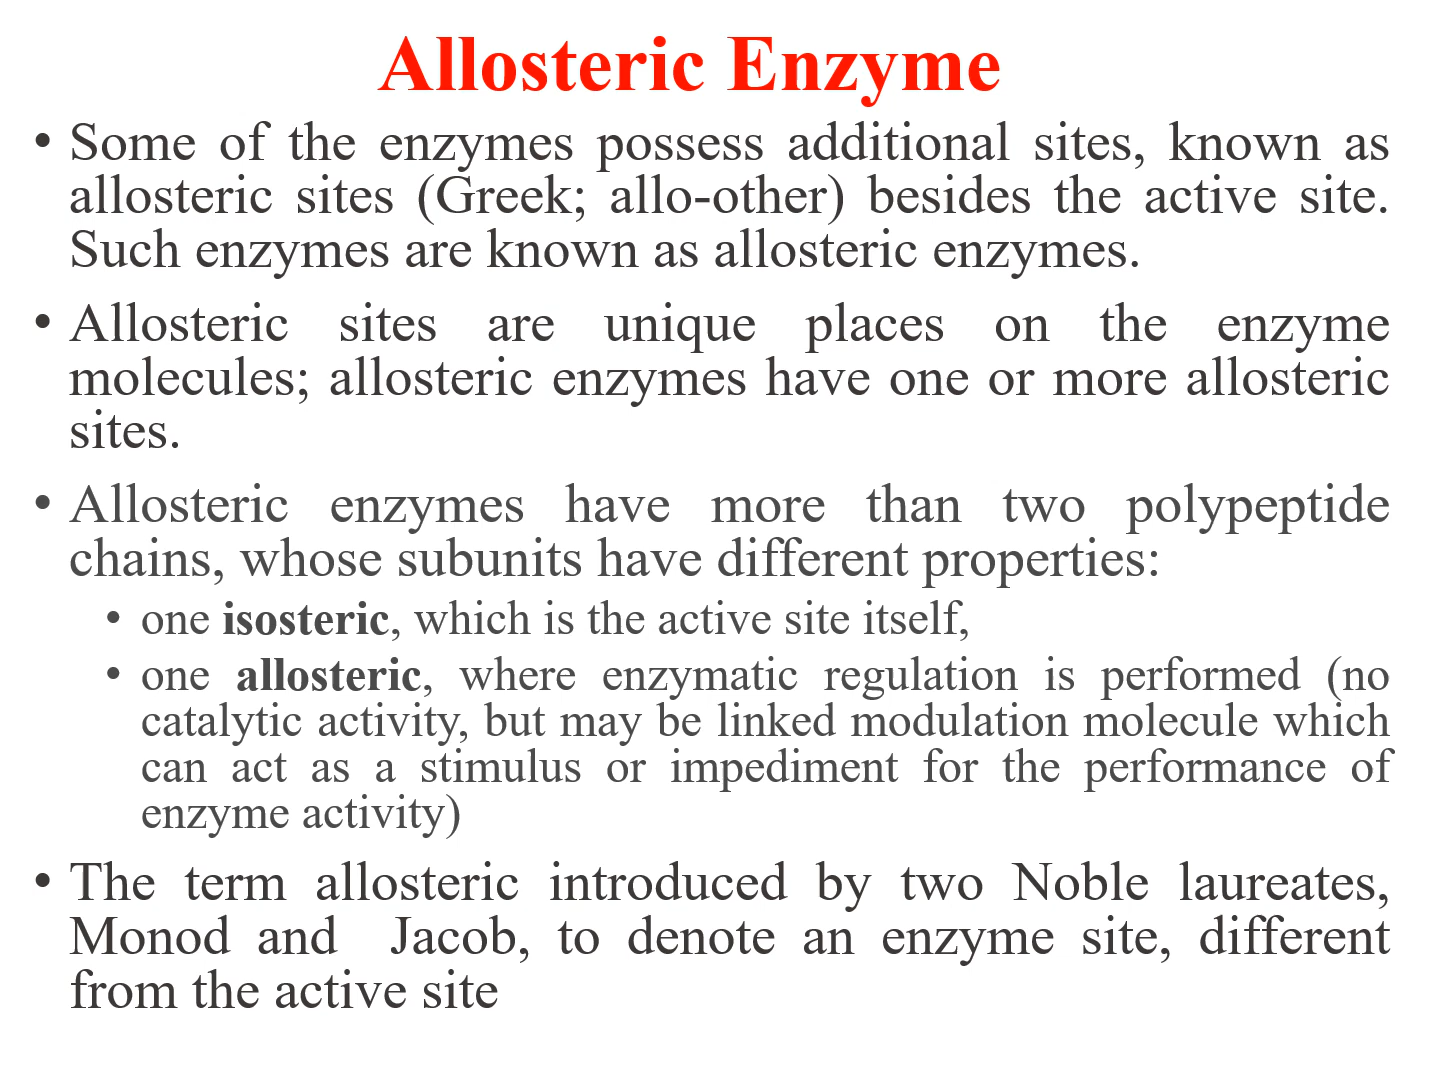 Allosteric Enzyme
• Some of the enzymes possess additional sites, known as
allosteric sites (Greek; allo-other) besides the active site.
Such enzymes are known as allosteric enzymes.
• Allosteric sites are unique places on the enzyme
molecules; allosteric enzymes have one or more allosteric
sites.
• Allosteric enzymes have more than two polypeptide
chains, whose subunits have different properties:
• one isosteric, which is the active site itself,
• one allosteric, where enzymatic regulation is performed (no
catalytic activity, but may be linked modulation molecule which
can act as a stimulus or impediment for the performance of
enzyme activity)
• The term allosteric introduced by two Noble laureates,
Monod and Jacob, to denote an enzyme site, different
from the active site